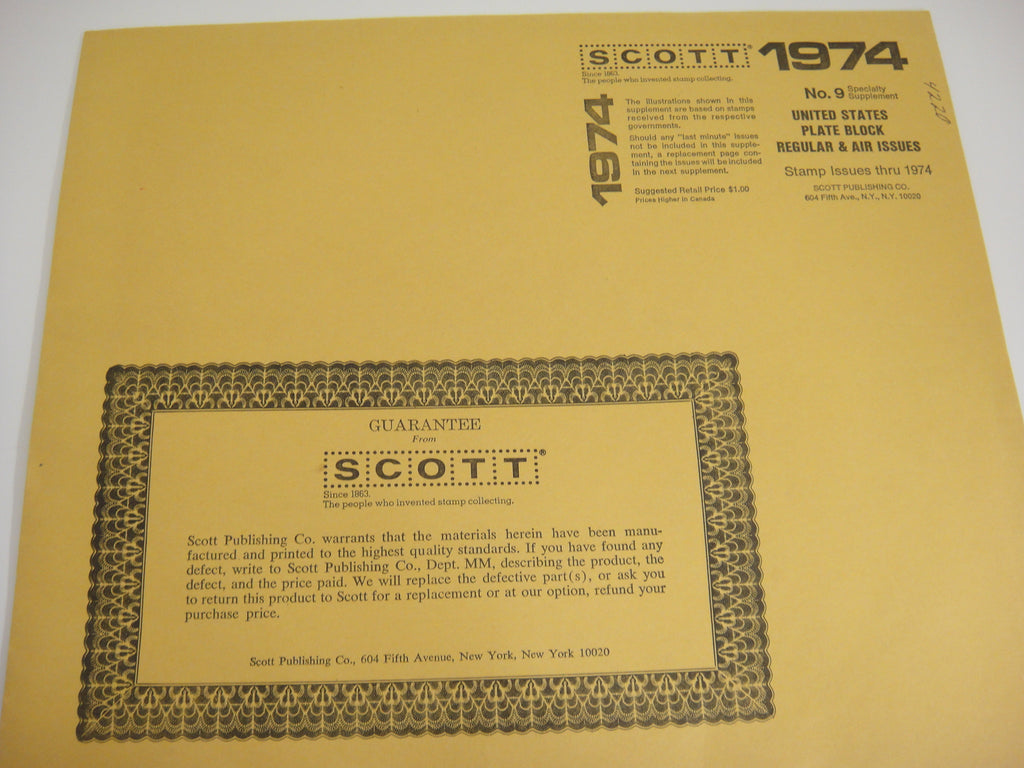 SCOTT® 1974
Since 1863.
The people who invented stamp collecting.
1974
The illustrations shown in this
supplement are based on stamps
received from the respective
governments.
Should any "last minute" issues
not be included in this supple-
ment, a replacement page con-
taining the issues will be included
in the next supplement.
Suggested Retail Price $1.00
Prices Higher in Canada
No. 9 Specialty
Supplement
UNITED STATES
PLATE BLOCK
REGULAR & AIR ISSUES
Stamp Issues thru 1974
SCOTT PUBLISHING CO.
604 Fifth Ave., N.Y., N.Y. 10020
GUARANTEE
From
SCOTT®
Since 1863.
The people who invented stamp collecting.
Scott Publishing Co. warrants that the materials herein have been manu-
factured and printed to the highest quality standards. If you have found any
defect, write to Scott Publishing Co., Dept. MM, describing the product, the
defect, and the price paid. We will replace the defective part(s), or ask you
to return this product to Scott for a replacement or at our option, refund your
purchase price.
Scott Publishing Co., 604 Fifth Avenue, New York, New York 10020